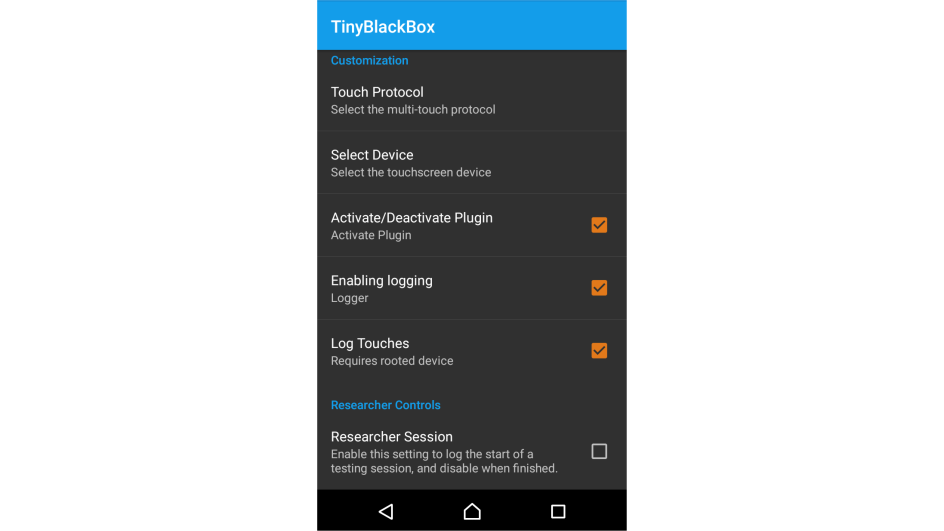 TinyBlackBox
Customization
Touch Protocol
Select the multi-touch protocol
Select Device
Select the touchscreen device
Activate/Deactivate Plugin
Activate Plugin
Enabling logging
Logger
Log Touches
Requires rooted device
Researcher Controls
Researcher Session
Enable this setting to log the start of a
testing session, and disable when finished.